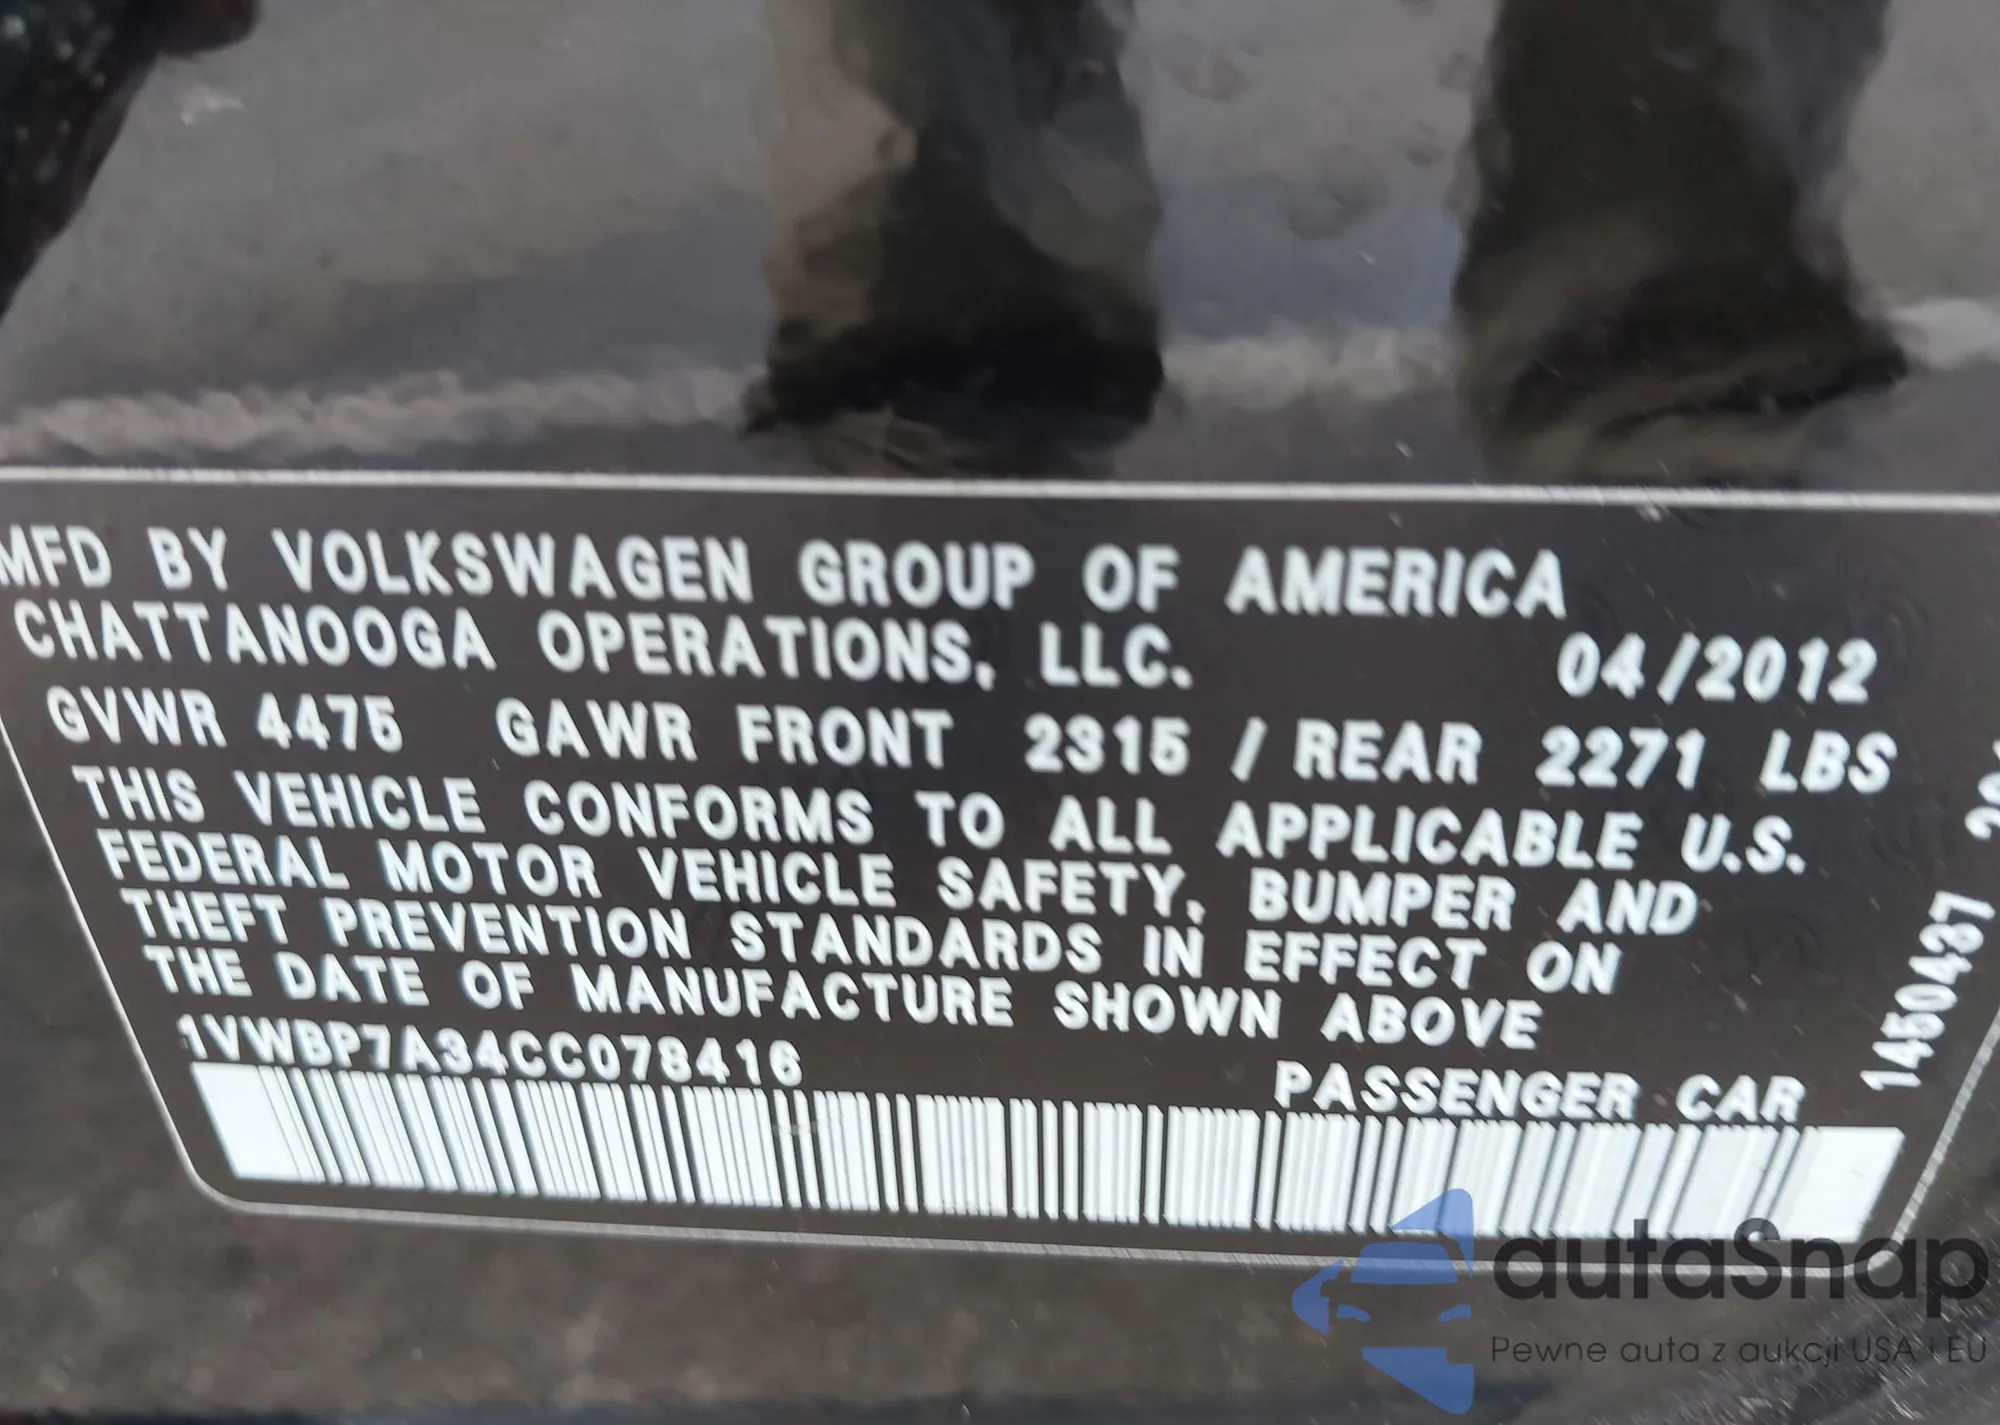 MFD BY VOLKSWAGEN GROUP OF AMERICA
CHATTANOOGA OPERATIONS, LLC. 04/2012
GVWR 4475 GAWR FRONT 2315 / REAR 2271 LBS
THIS VEHICLE CONFORMS TO ALL APPLICABLE U.S.
FEDERAL MOTOR VEHICLE SAFETY, BUMPER AND
THEFT PREVENTION STANDARDS IN EFFECT ON
THE DATE OF MANUFACTURE SHOWN ABOVE
1VWBP7A34CC078416 PASSENGER CAR
1450437
autaSnap
Pewne auta z aukcji USA i EU